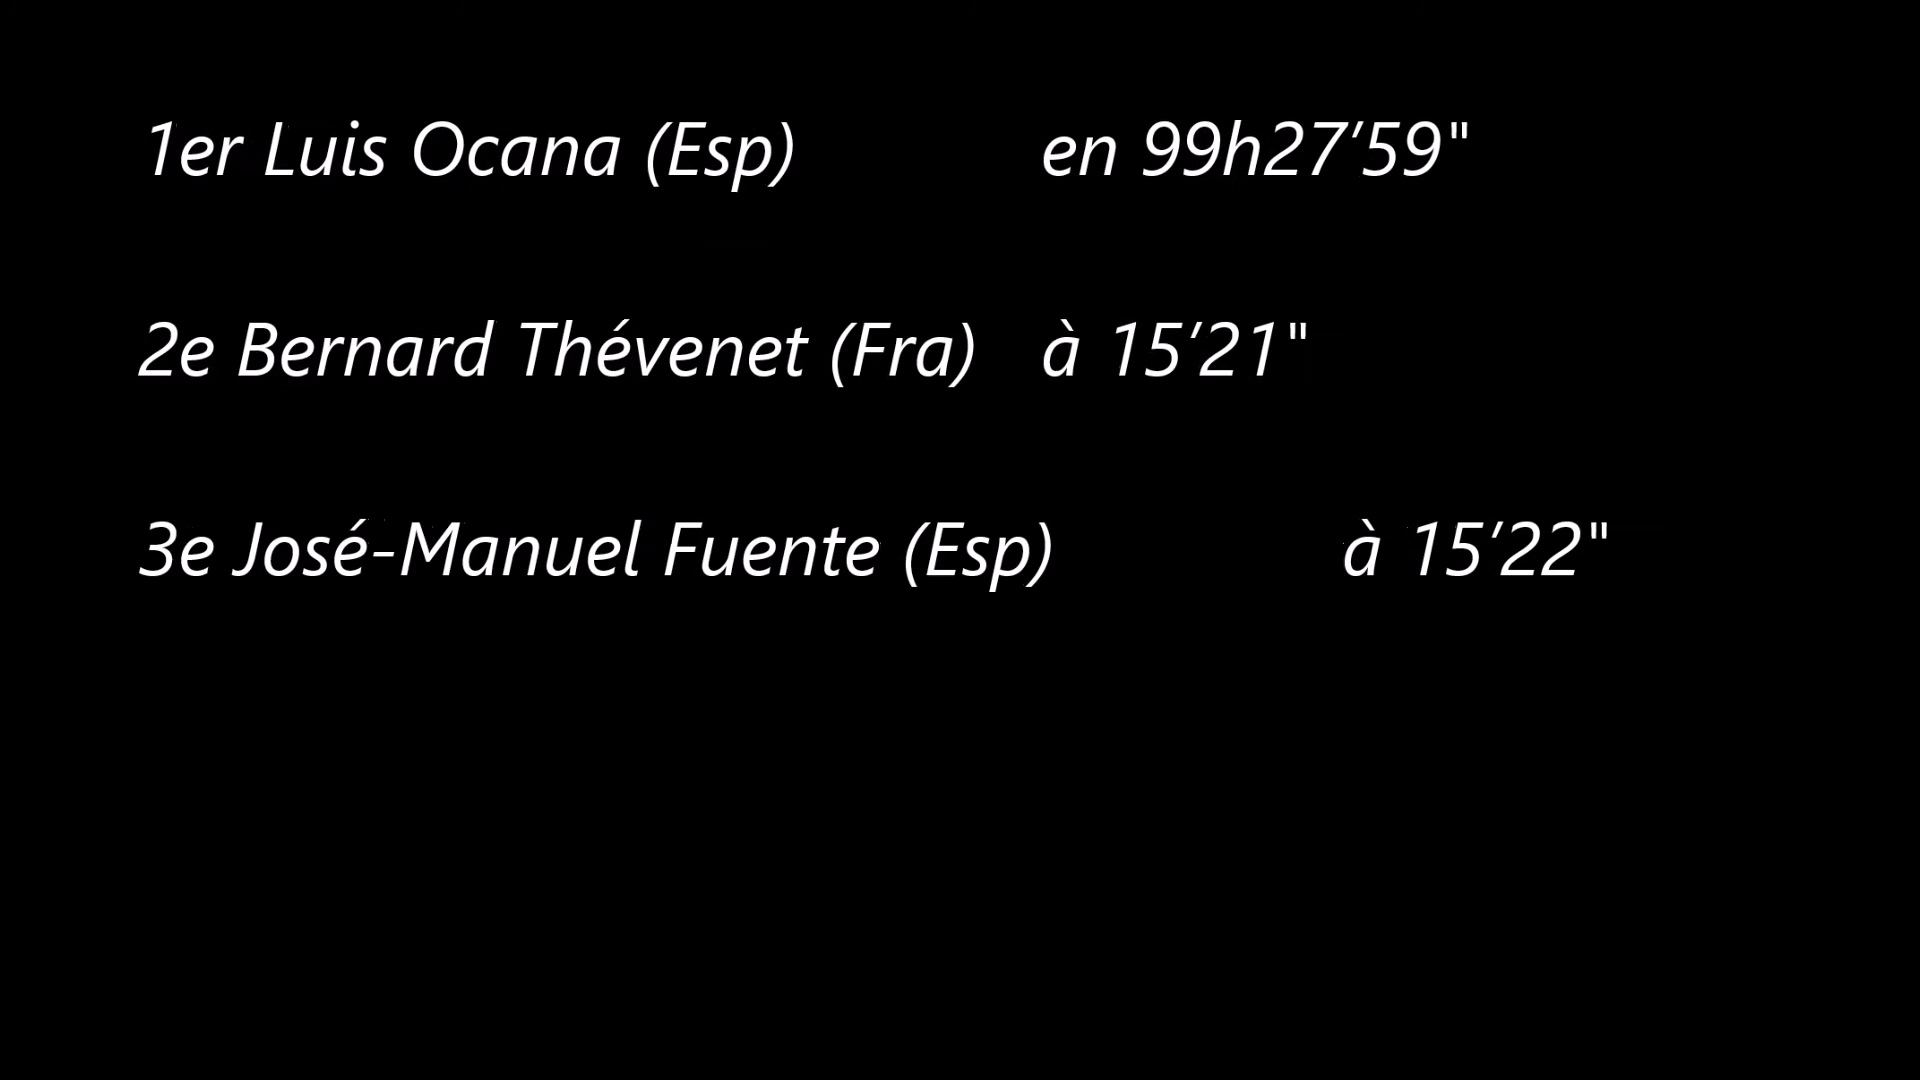 1er Luis Ocana (Esp) en 99h27’59"
2e Bernard Thévenet (Fra) à 15’21"
3e José-Manuel Fuente (Esp) à 15’22"